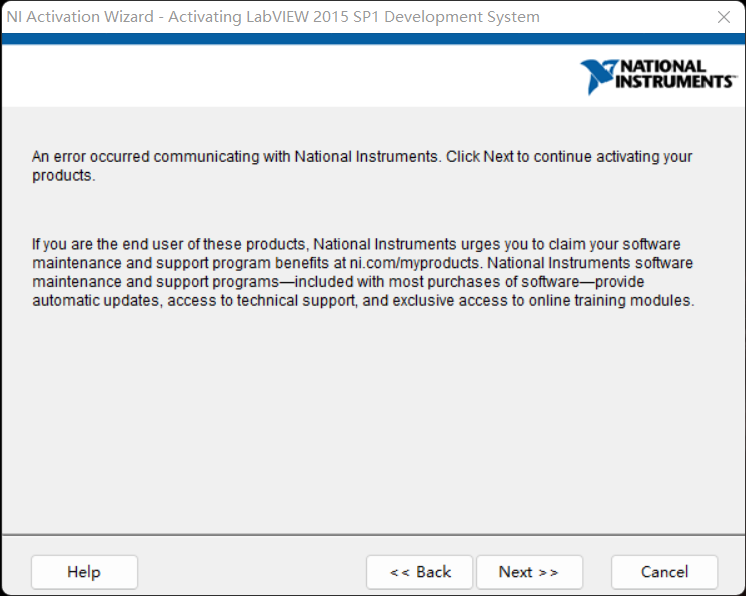 NI Activation Wizard - Activating LabVIEW 2015 SP1 Development System
NATIONAL
INSTRUMENTS™
An error occurred communicating with National Instruments. Click Next to continue activating your
products.
If you are the end user of these products, National Instruments urges you to claim your software
maintenance and support program benefits at ni.com/myproducts. National Instruments software
maintenance and support programs—included with most purchases of software—provide
automatic updates, access to technical support, and exclusive access to online training modules.
Help
<< Back
Next >>
Cancel